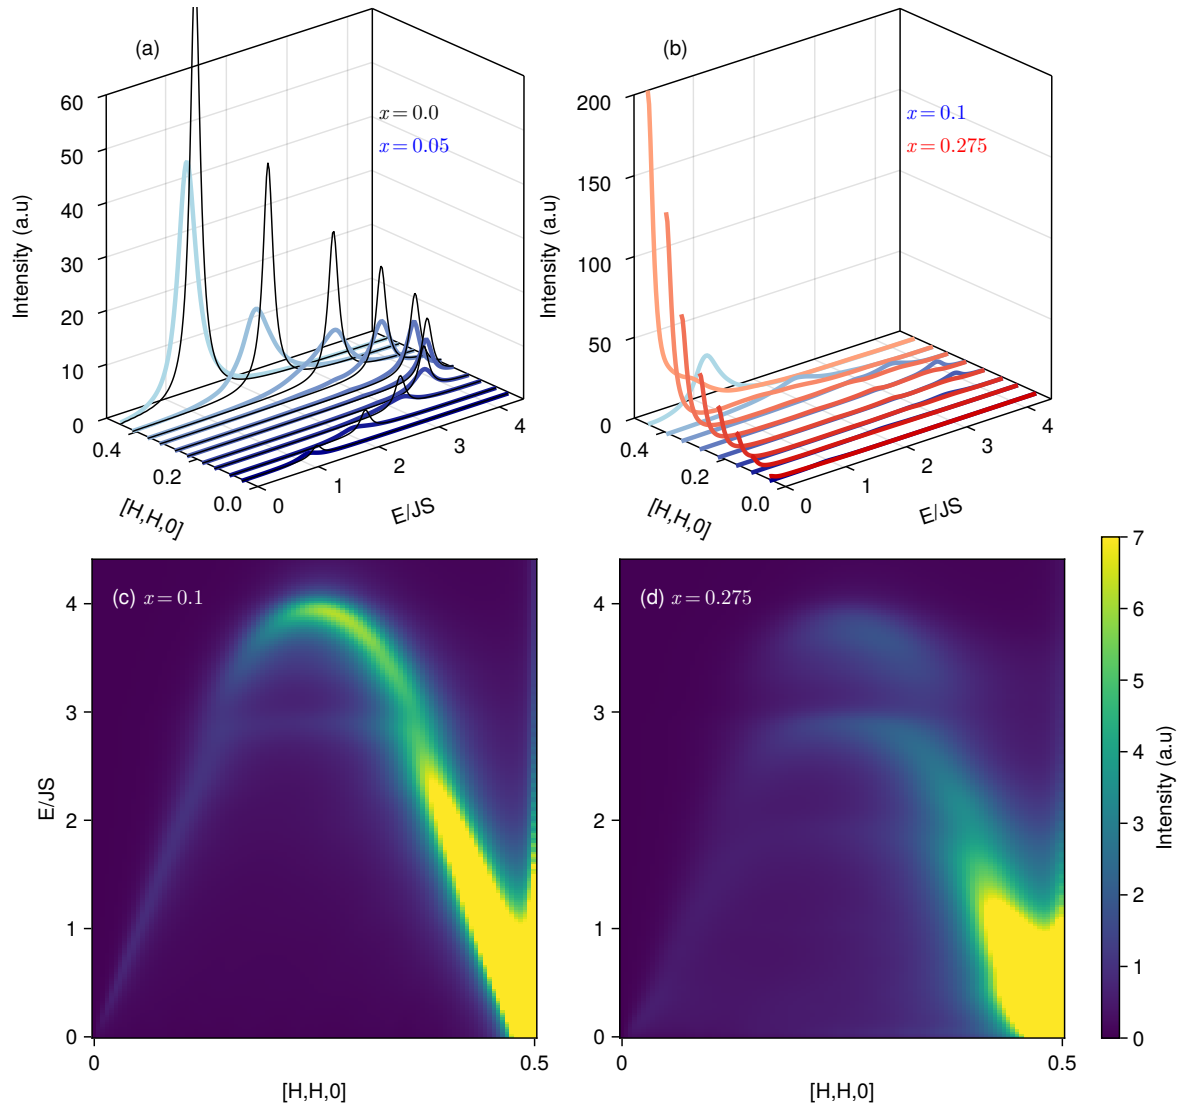 (a)
x = 0.0
x = 0.05
Intensity (a.u)
60
50
40
30
20
10
0
0.4
0.2
0.0
[H,H,0]
0
1
2
3
4
E/JS
(b)
x = 0.1
x = 0.275
Intensity (a.u)
200
150
100
50
0
0.4
0.2
0.0
[H,H,0]
0
1
2
3
4
E/JS
(c) x = 0.1
4
3
2
1
0
E/JS
0
0.5
[H,H,0]
(d) x = 0.275
4
3
2
1
0
0
0.5
[H,H,0]
7
6
5
4
3
2
1
0
Intensity (a.u)